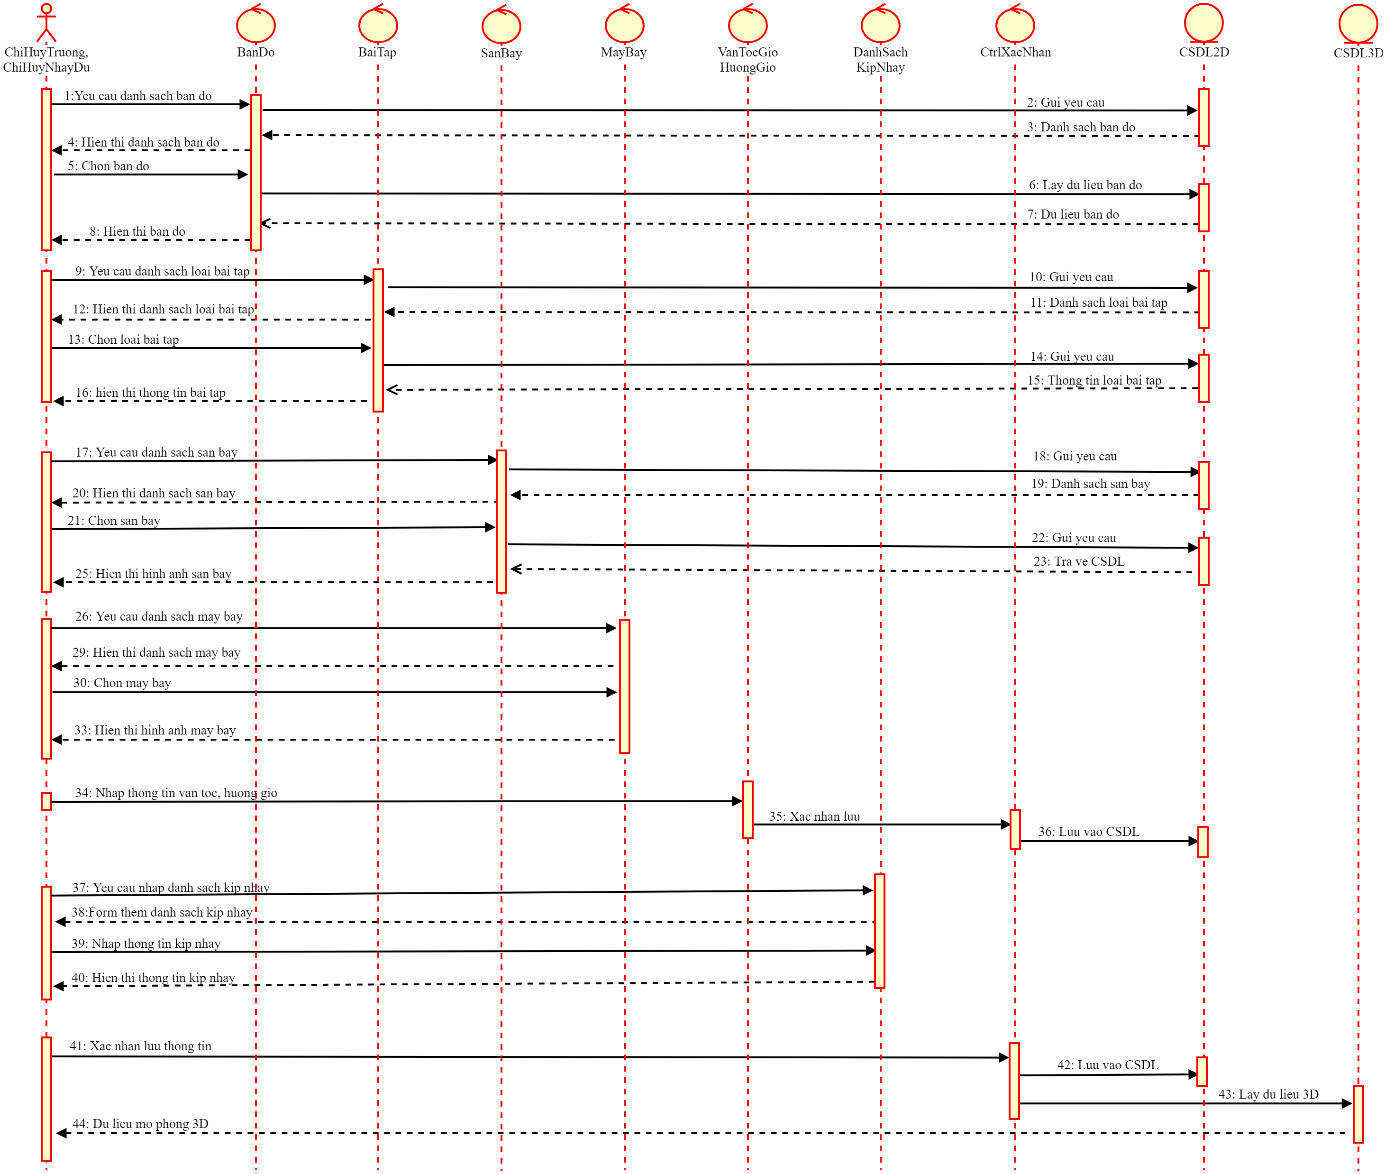 ChiHuyTruong,
ChiHuyNhayDu
BanDo
BaiTap
SanBay
MayBay
VanTocGio
HuongGio
DanhSach
KipNhay
CtrlXacNhan
CSDL2D
CSDL3D
1:Yeu cau danh sach ban do
2: Gui yeu cau
3: Danh sach ban do
4: Hien thi danh sach ban do
5: Chon ban do
6: Lay du lieu ban do
7: Du lieu ban do
8: Hien thi ban do
9: Yeu cau danh sach loai bai tap
10: Gui yeu cau
11: Danh sach loai bai tap
12: Hien thi danh sach loai bai tap
13: Chon loai bai tap
14: Gui yeu cau
15: Thong tin loai bai tap
16: hien thi thong tin bai tap
17: Yeu cau danh sach san bay
18: Gui yeu cau
19: Danh sach san bay
20: Hien thi danh sach san bay
21: Chon san bay
22: Gui yeu cau
23: Tra ve CSDL
25: Hien thi hinh anh san bay
26: Yeu cau danh sach may bay
29: Hien thi danh sach may bay
30: Chon may bay
33: Hien thi hinh anh may bay
34: Nhap thong tin van toc, huong gio
35: Xac nhan luu
36: Luu vao CSDL
37: Yeu cau nhap danh sach kip nhay
38:Form them danh sach kip nhay
39: Nhap thong tin kip nhay
40: Hien thi thong tin kip nhay
41: Xac nhan luu thong tin
42: Luu vao CSDL
43: Lay du lieu 3D
44: Du lieu mo phong 3D